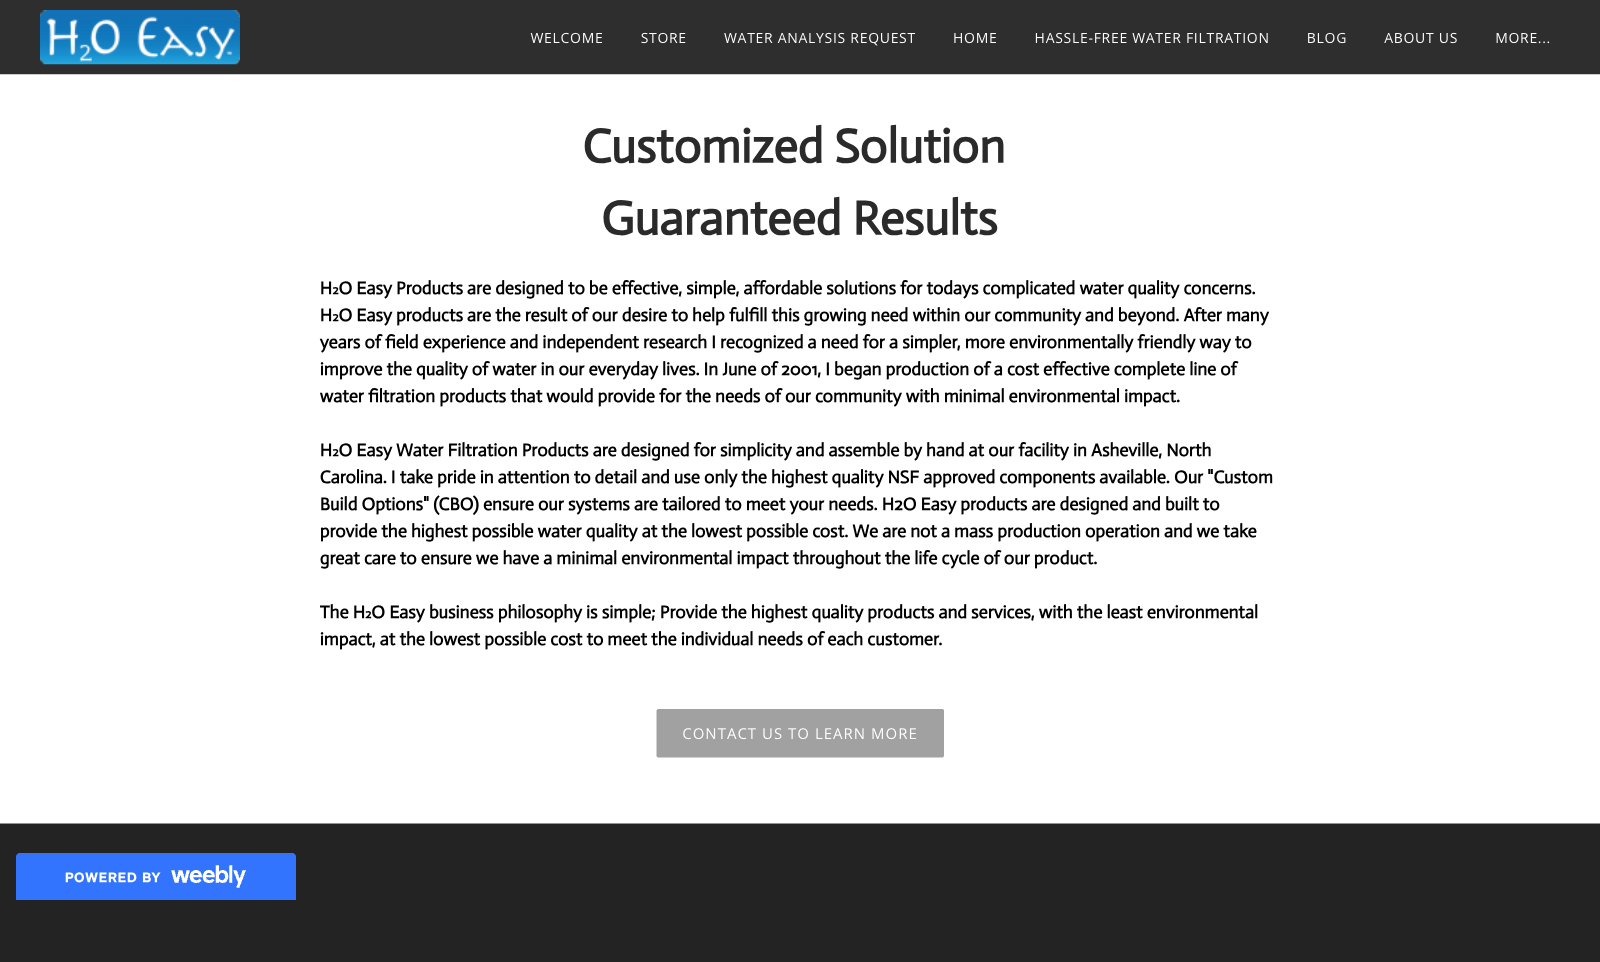 H2O Easy
WELCOME STORE WATER ANALYSIS REQUEST HOME HASSLE-FREE WATER FILTRATION BLOG ABOUT US MORE...
Customized Solution
Guaranteed Results
H₂O Easy Products are designed to be effective, simple, affordable solutions for todays complicated water quality concerns.
H₂O Easy products are the result of our desire to help fulfill this growing need within our community and beyond. After many
years of field experience and independent research I recognized a need for a simpler, more environmentally friendly way to
improve the quality of water in our everyday lives. In June of 2001, I began production of a cost effective complete line of
water filtration products that would provide for the needs of our community with minimal environmental impact.
H₂O Easy Water Filtration Products are designed for simplicity and assemble by hand at our facility in Asheville, North
Carolina. I take pride in attention to detail and use only the highest quality NSF approved components available. Our "Custom
Build Options" (CBO) ensure our systems are tailored to meet your needs. H2O Easy products are designed and built to
provide the highest possible water quality at the lowest possible cost. We are not a mass production operation and we take
great care to ensure we have a minimal environmental impact throughout the life cycle of our product.
The H₂O Easy business philosophy is simple; Provide the highest quality products and services, with the least environmental
impact, at the lowest possible cost to meet the individual needs of each customer.
CONTACT US TO LEARN MORE
POWERED BY weebly